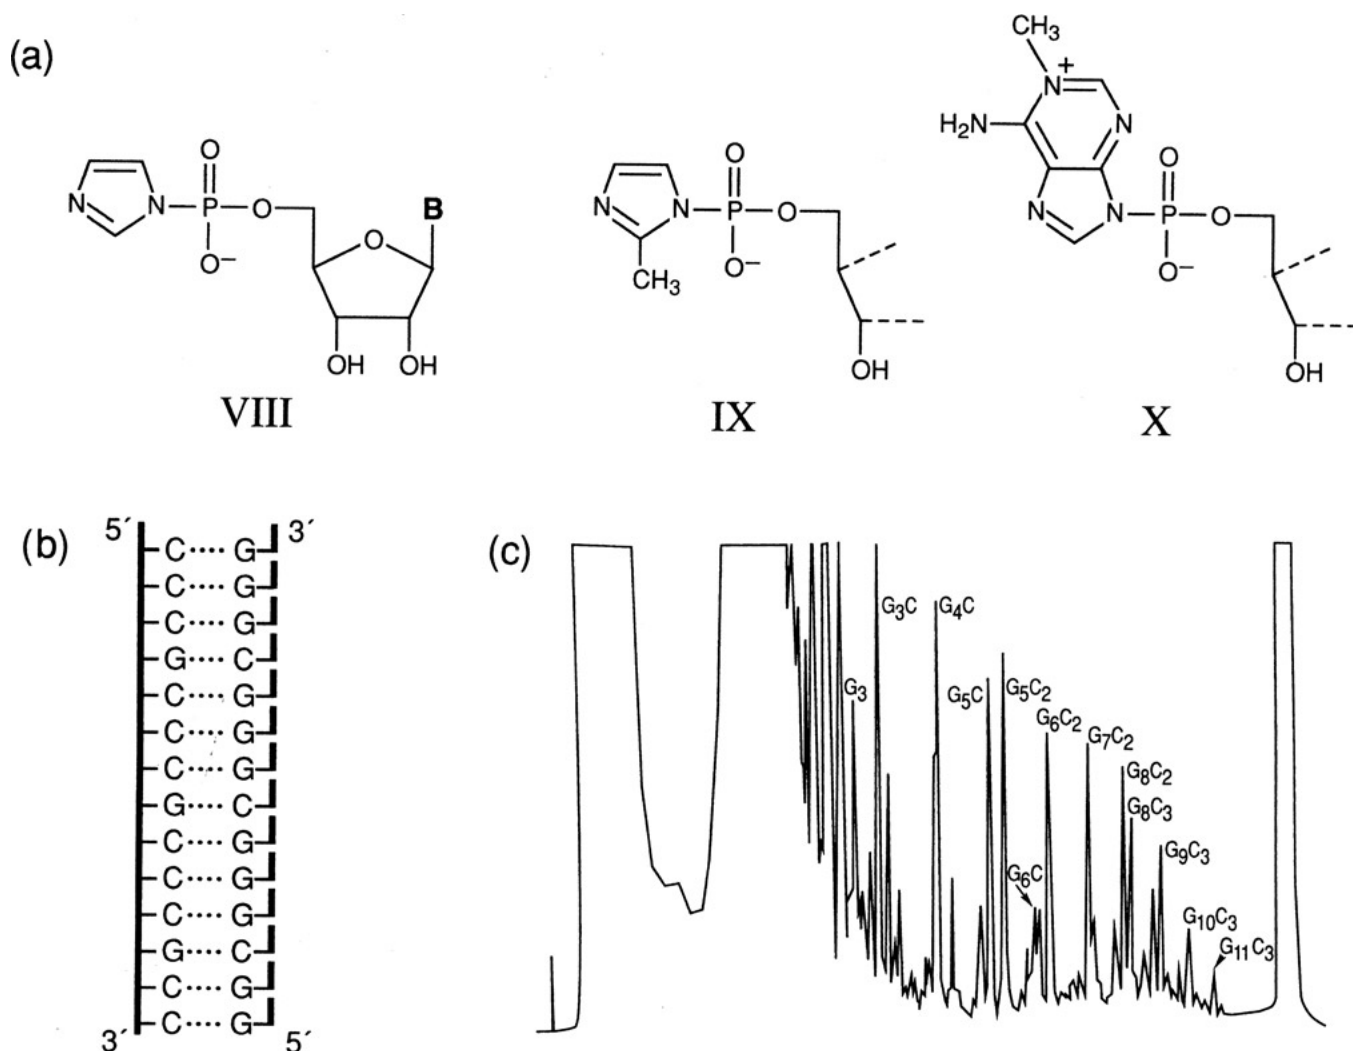 (a)
CH₃
N
+
N
H₂N
N
N
O
P
O
O⁻
OH
X
N
N
O
P
O
O⁻
B
O
OH
OH
VIII
N
N
CH₃
O
P
O
O⁻
OH
IX
(b)
5´ 3´
C····G
C····G
C····G
G····C
C····G
C····G
C····G
G····C
C····G
C····G
C····G
G····C
C····G
C····G
3´ 5´
(c)
G₃
G₃C
G₄C
G₅C
G₅C₂
G₆C
G₆C₂
G₇C₂
G₈C₂
G₈C₃
G₉C₃
G₁₀C₃
G₁₁C₃